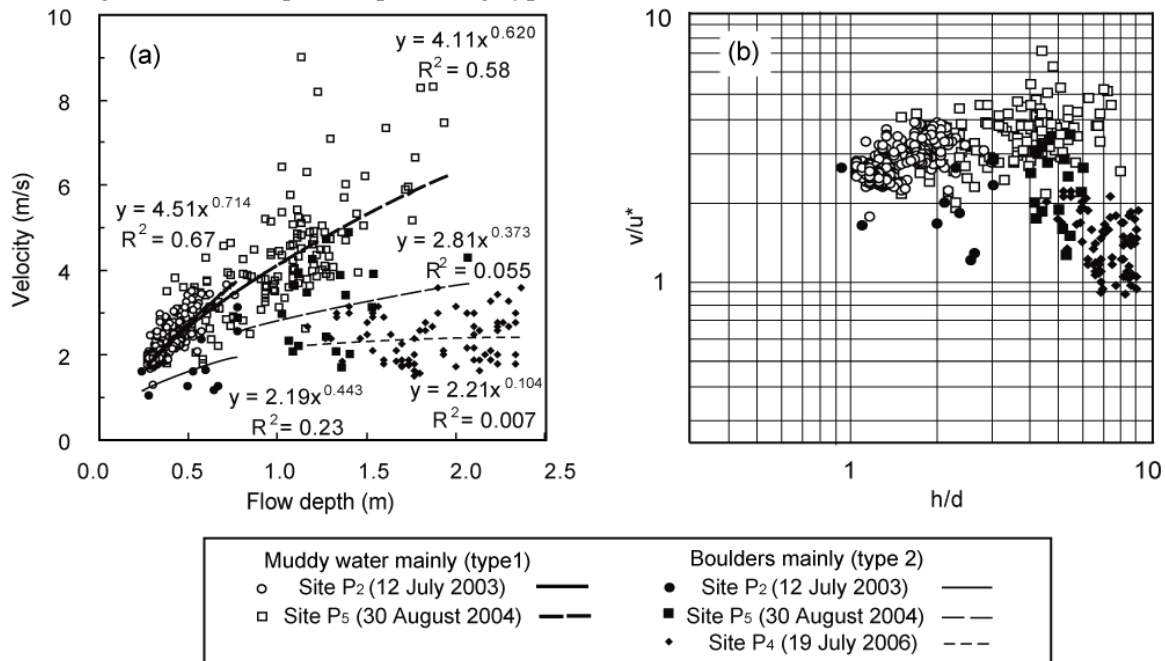 10
8
6
4
2
0
Velocity (m/s)
(a)
y = 4.11x^0.620
R^2 = 0.58
y = 4.51x^0.714
R^2 = 0.67
y = 2.81x^0.373
R^2 = 0.055
y = 2.19x^0.443
R^2 = 0.23
y = 2.21x^0.104
R^2 = 0.007
0.0 0.5 1.0 1.5 2.0 2.5
Flow depth (m)
10
1
v/u*
(b)
1 10
h/d
Muddy water mainly (type1)
Site P2 (12 July 2003)
Site P5 (30 August 2004)
Boulders mainly (type 2)
Site P2 (12 July 2003)
Site P5 (30 August 2004)
Site P4 (19 July 2006)